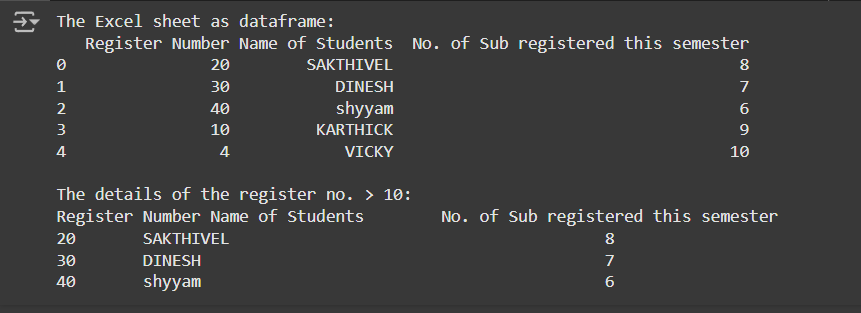 The Excel sheet as dataframe:
Register Number Name of Students No. of Sub registered this semester
0 20 SAKTHIVEL 8
1 30 DINESH 7
2 40 shyyam 6
3 10 KARTHICK 9
4 4 VICKY 10
The details of the register no. > 10:
Register Number Name of Students No. of Sub registered this semester
20 SAKTHIVEL 8
30 DINESH 7
40 shyyam 6